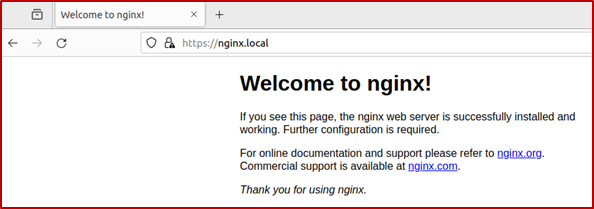 Welcome to nginx!
https://nginx.local
Welcome to nginx!
If you see this page, the nginx web server is successfully installed and
working. Further configuration is required.
For online documentation and support please refer to nginx.org.
Commercial support is available at nginx.com.
Thank you for using nginx.